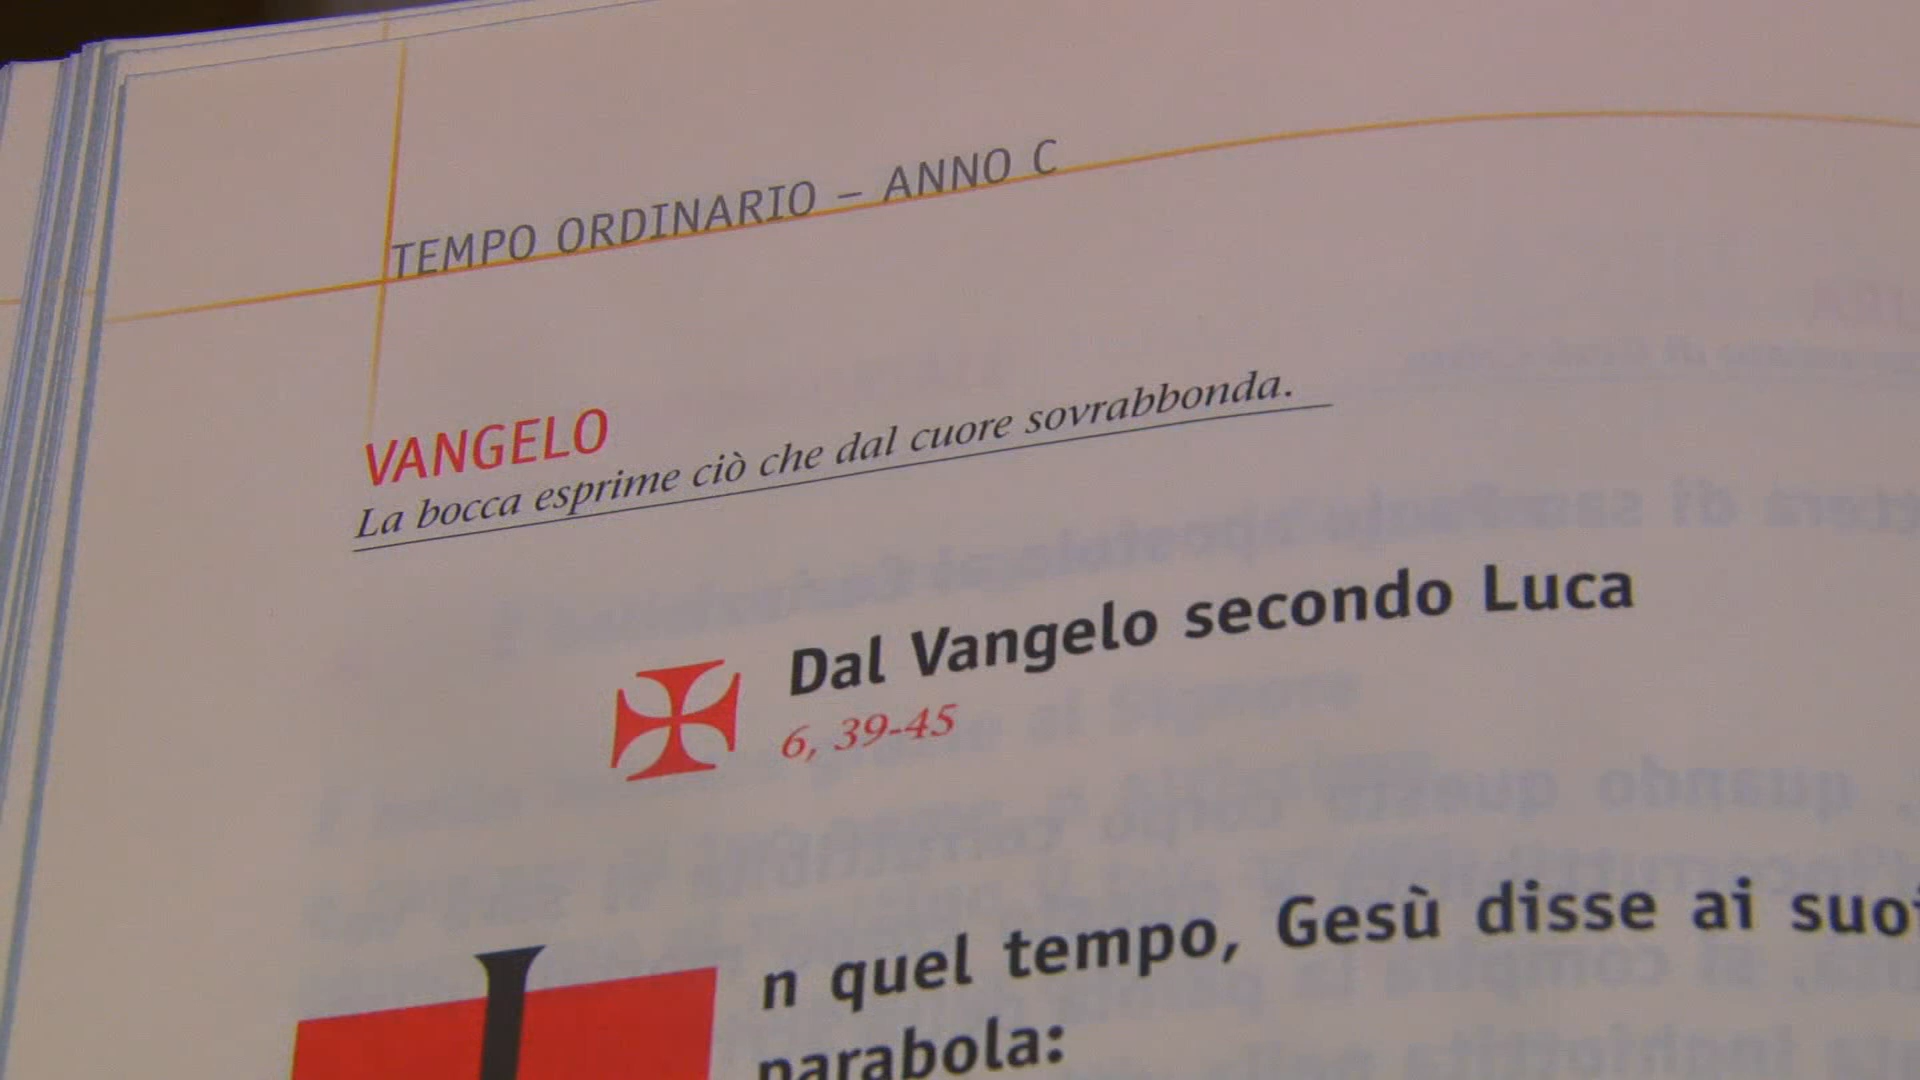 TEMPO ORDINARIO – ANNO C
VANGELO
La bocca esprime ciò che dal cuore sovrabbonda.
Dal Vangelo secondo Luca
6, 39-45
In quel tempo, Gesù disse ai suoi
parabola: